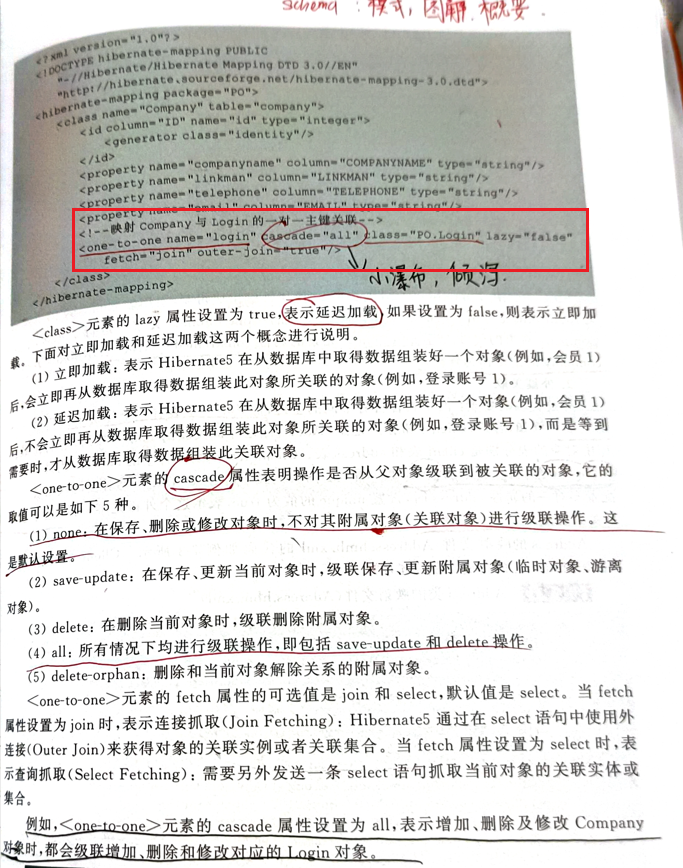 schema：模式，图解，概要．
<?xml version="1.0"?>
<!DOCTYPE hibernate-mapping PUBLIC
"-//Hibernate/Hibernate Mapping DTD 3.0//EN"
"http://hibernate.sourceforge.net/hibernate-mapping-3.0.dtd">
<hibernate-mapping package="PO">
<class name="Company" table="company">
<id column="ID" name="id" type="integer">
<generator class="identity"/>
</id>
<property name="companyname" column="COMPANYNAME" type="string"/>
<property name="linkman" column="LINKMAN" type="string"/>
<property name="telephone" column="TELEPHONE" type="string"/>
<property name="email" column="EMAIL" type="string"/>
<!--映射 Company 与 Login 的一对一主键关联-->
<one-to-one name="login" cascade="all" class="PO.Login" lazy="false"
fetch="join" outer-join="true"/>
小瀑布，倾泻．
</class>
</hibernate-mapping>
<class>元素的 lazy 属性设置为 true,表示延迟加载,如果设置为 false,则表示立即加
载。下面对立即加载和延迟加载这两个概念进行说明。
(1) 立即加载：表示 Hibernate5 在从数据库中取得数据组装好一个对象(例如,会员 1)
后,会立即再从数据库取得数据组装此对象所关联的对象(例如,登录账号 1)。
(2) 延迟加载：表示 Hibernate5 在从数据库中取得数据组装好一个对象(例如,会员 1)
后,不会立即再从数据库取得数据组装此对象所关联的对象(例如,登录账号 1),而是等到
需要时,才从数据库取得数据组装此关联对象。
<one-to-one>元素的 cascade 属性表明操作是否从父对象级联到被关联的对象,它的
取值可以是如下 5 种。
(1) none：在保存、删除或修改对象时,不对其附属对象(关联对象)进行级联操作。这
是默认设置。
(2) save-update：在保存、更新当前对象时,级联保存、更新附属对象(临时对象、游离
对象)。
(3) delete：在删除当前对象时,级联删除附属对象。
(4) all：所有情况下均进行级联操作,即包括 save-update 和 delete 操作。
(5) delete-orphan：删除和当前对象解除关系的附属对象。
<one-to-one>元素的 fetch 属性的可选值是 join 和 select,默认值是 select。当 fetch
属性设置为 join 时,表示连接抓取(Join Fetching)：Hibernate5 通过在 select 语句中使用外
连接(Outer Join)来获得对象的关联实例或者关联集合。当 fetch 属性设置为 select 时,表
示查询抓取(Select Fetching)：需要另外发送一条 select 语句抓取当前对象的关联实体或
集合。
例如,<one-to-one>元素的 cascade 属性设置为 all,表示增加、删除及修改 Company
对象时,都会级联增加、删除和修改对应的 Login 对象。